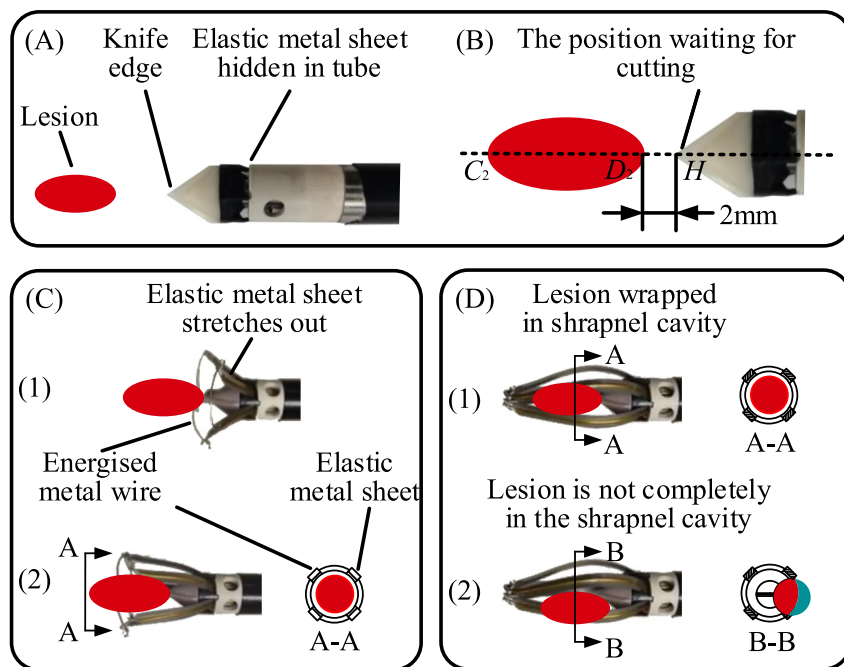 (A)
Knife
edge
Elastic metal sheet
hidden in tube
Lesion
(B)
The position waiting for
cutting
C2
D2
H
2mm
(C)
Elastic metal sheet
stretches out
(1)
Energised
metal wire
Elastic
metal sheet
(2)
A
A
A-A
(D)
Lesion wrapped
in shrapnel cavity
(1)
A
A
A-A
Lesion is not completely
in the shrapnel cavity
(2)
B
B
B-B